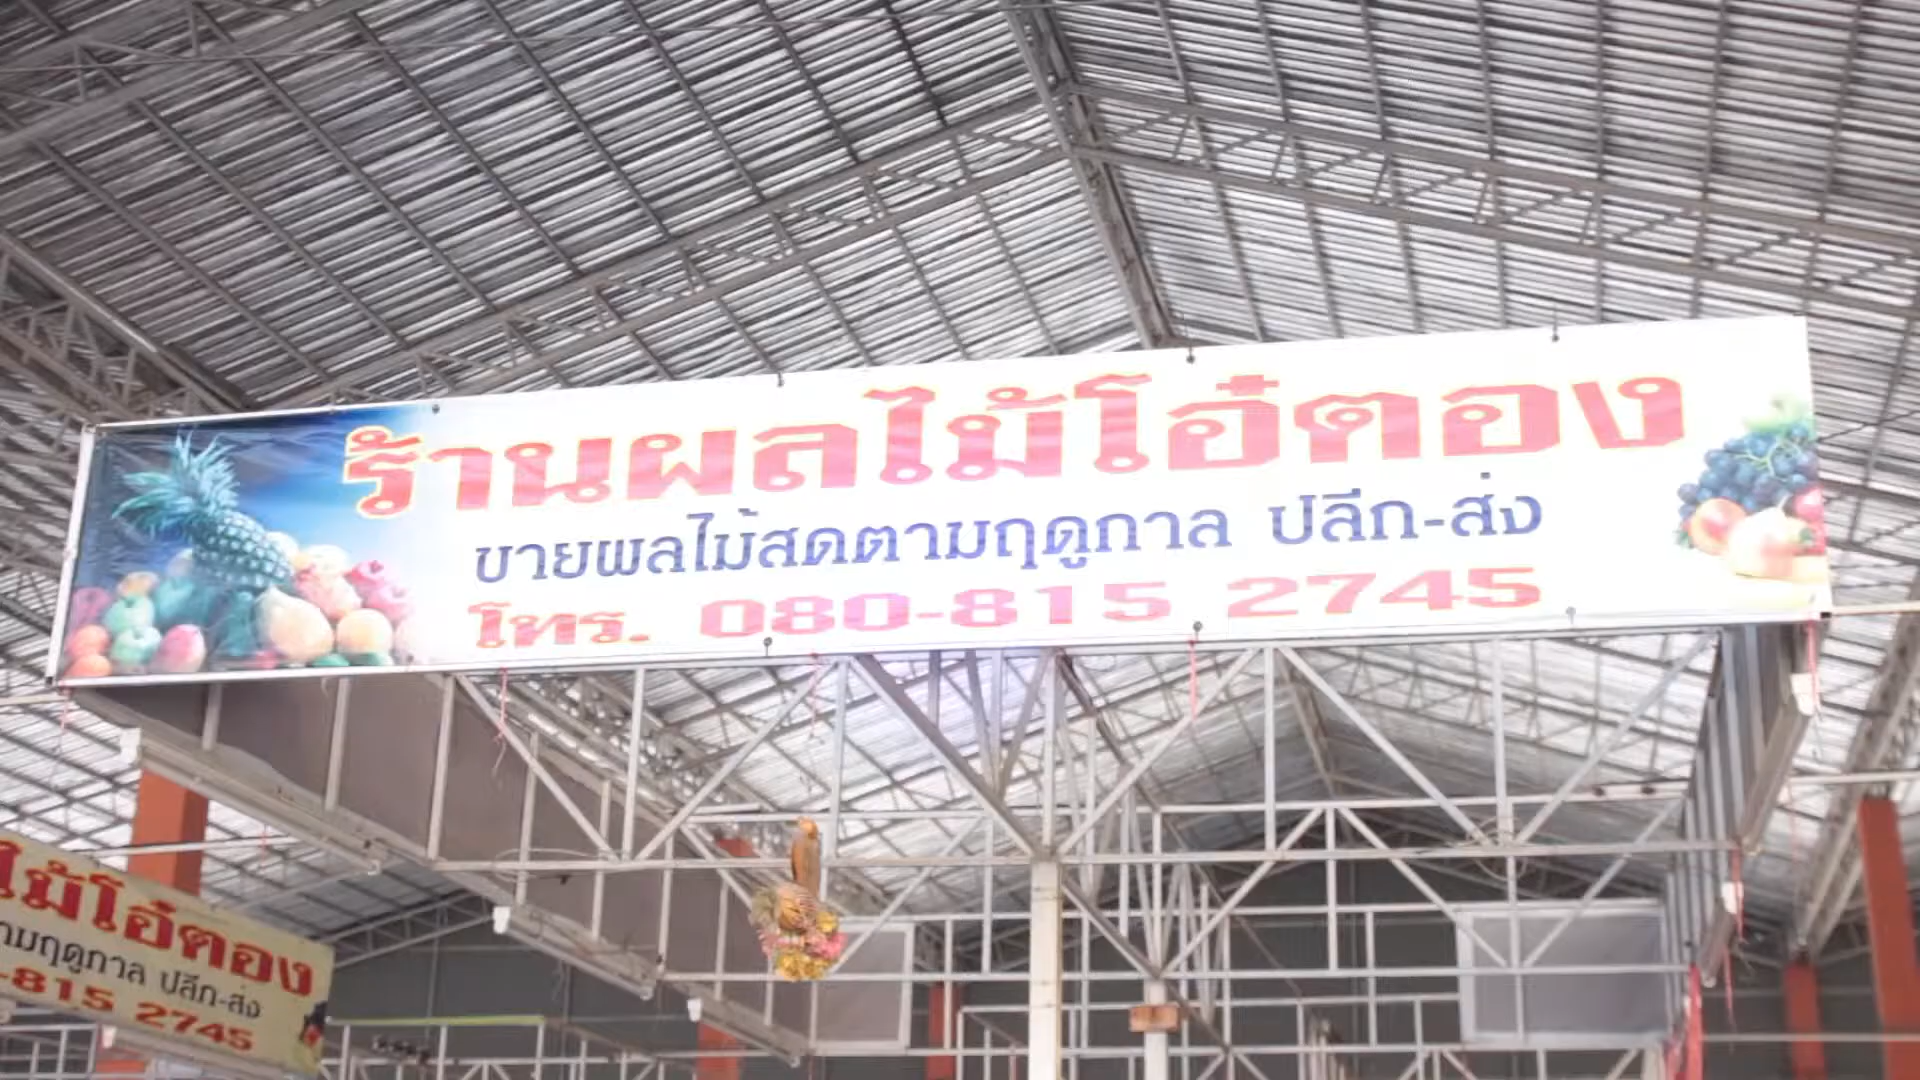 ร้านผลไม้โอ๋ตอง
ขายผลไม้สดตามฤดูกาล ปลีก-ส่ง
โทร. 080-815 2745
ไม้โอ๋ตอง
ามฤดูกาล ปลีก-ส่ง
-815 2745